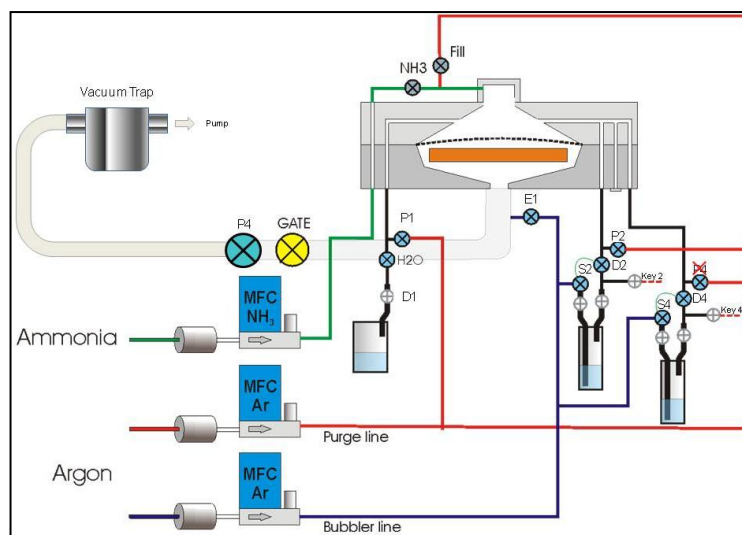 Fill
NH3
Vacuum Trap
Pump
E1
P4
GATE
P1
P2
H2O
S2
D2
Key 2
P4
D1
S4
D4
Key 4
MFC
NH3
Ammonia
MFC
Ar
Purge line
Argon
MFC
Ar
Bubbler line